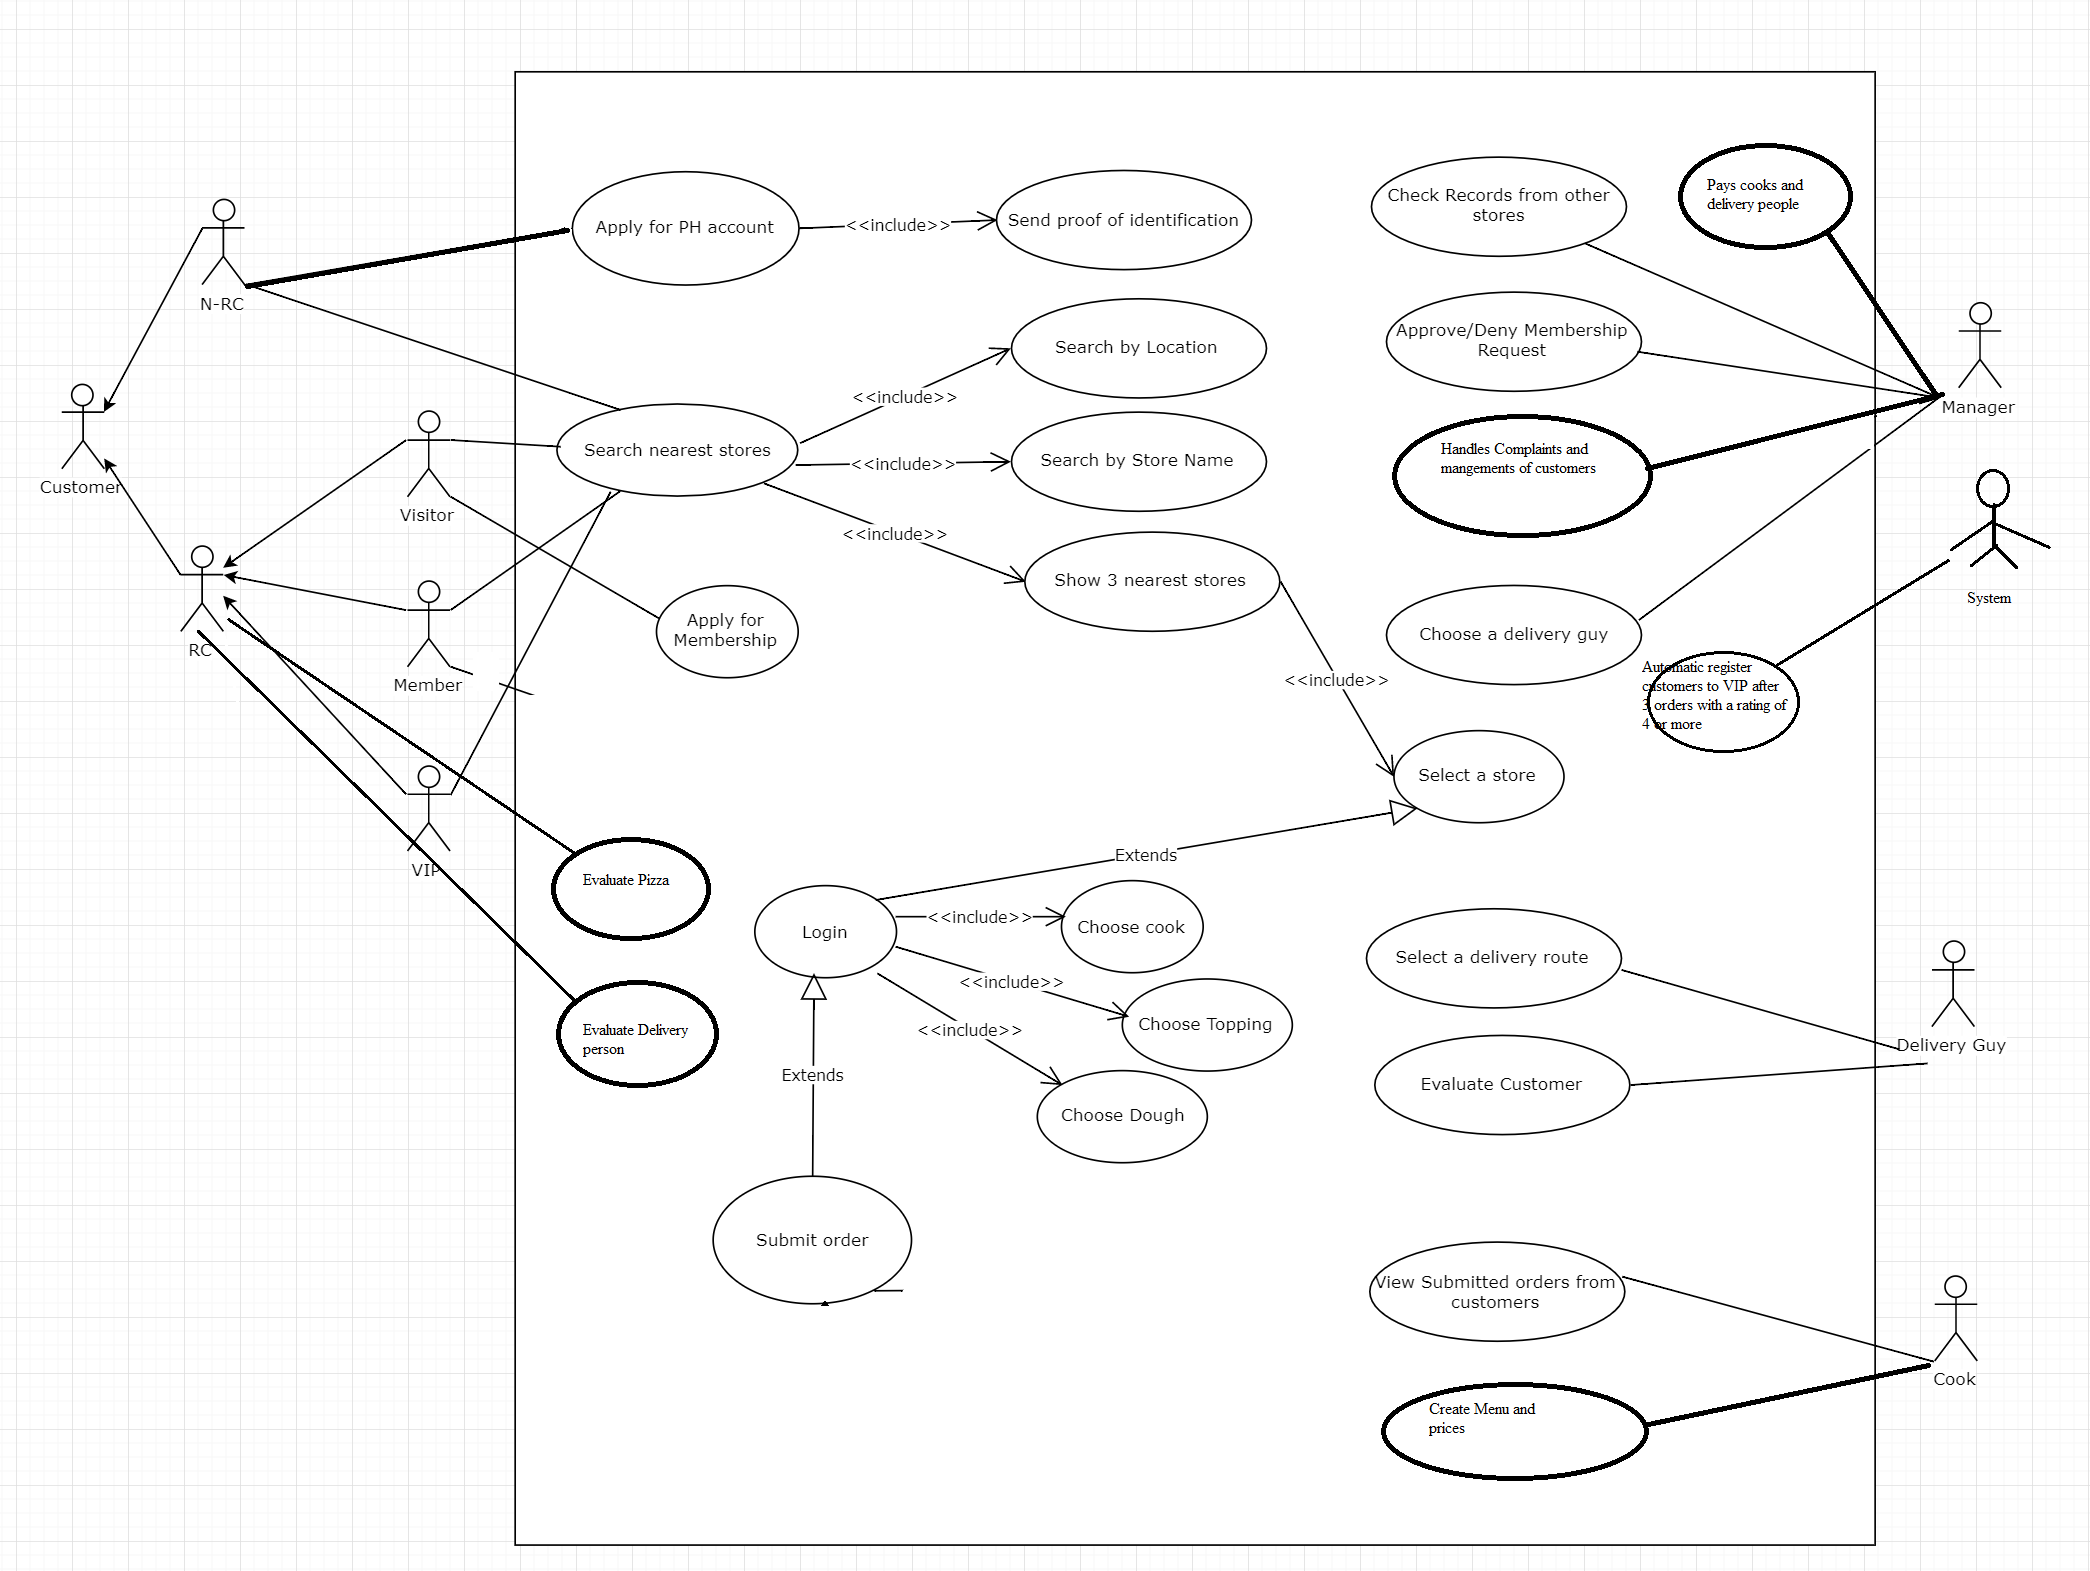 N-RC
Customer
Visitor
RC
Member
VIP
Apply for PH account
<<include>>
Send proof of identification
Search nearest stores
<<include>>
Search by Location
<<include>>
Search by Store Name
<<include>>
Show 3 nearest stores
Apply for
Membership
<<include>>
Select a store
Extends
Evaluate Pizza
Evaluate Delivery
person
Login
<<include>>
Choose cook
<<include>>
Choose Topping
<<include>>
Choose Dough
Extends
Submit order
Check Records from other
stores
Pays cooks and
delivery people
Approve/Deny Membership
Request
Manager
Handles Complaints and
mangements of customers
System
Choose a delivery guy
Automatic register
customers to VIP after
3 orders with a rating of
4 or more
Select a delivery route
Delivery Guy
Evaluate Customer
View Submitted orders from
customers
Cook
Create Menu and
prices